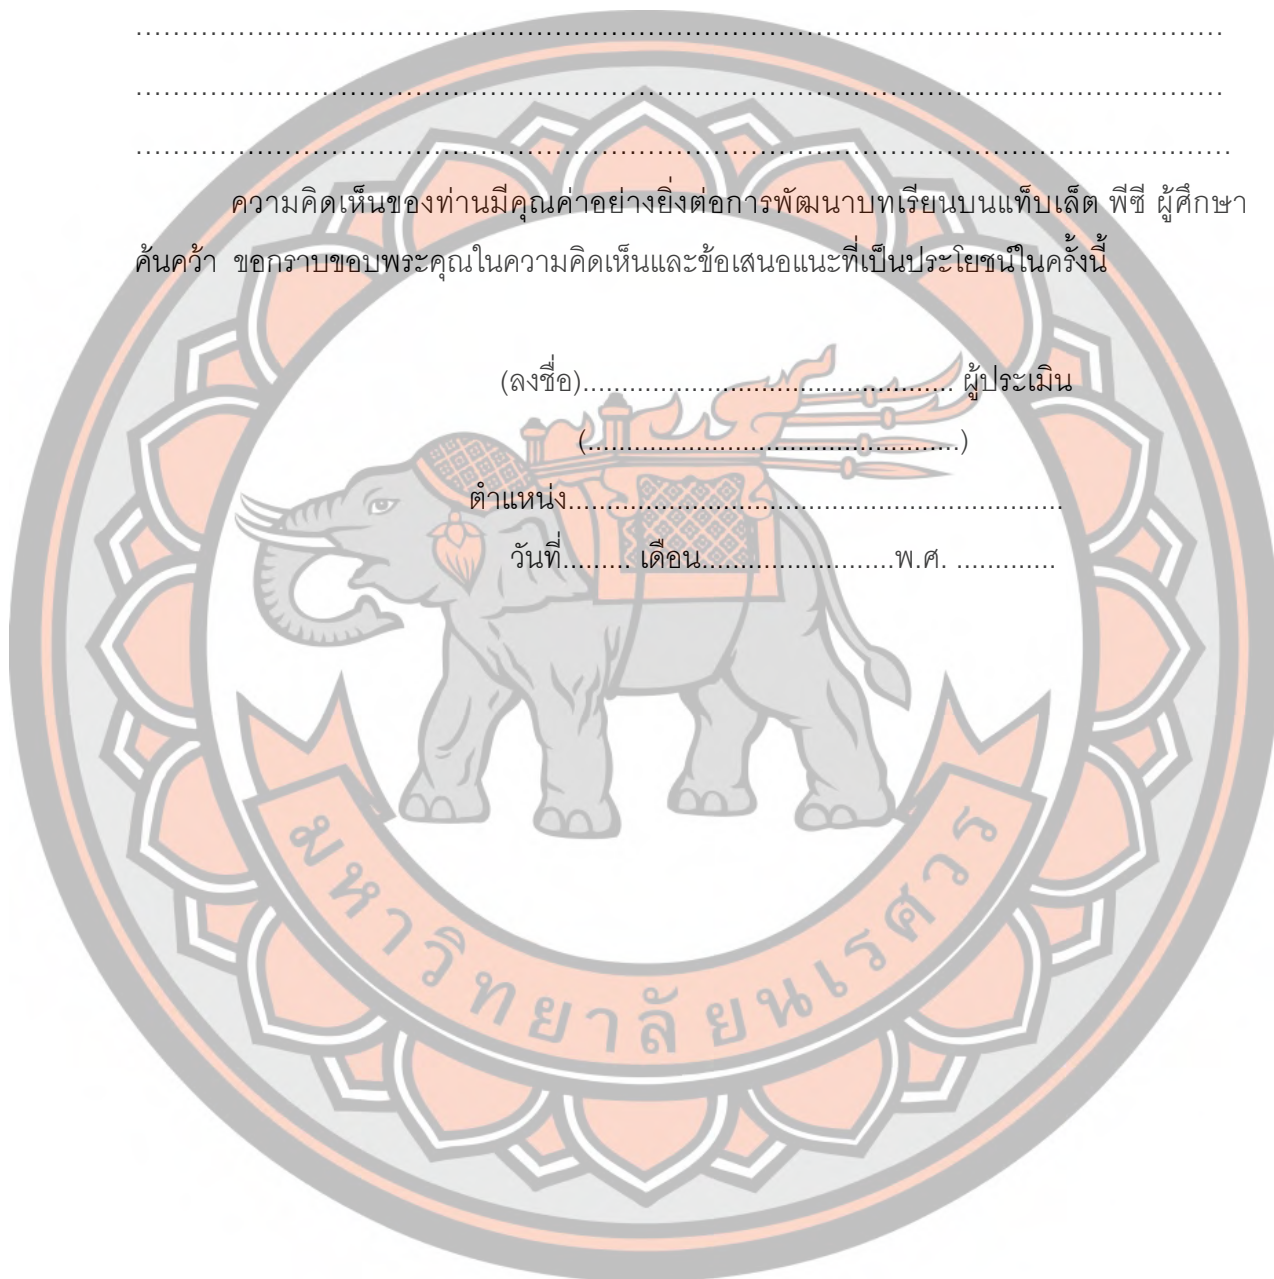 ......................................................................................................................
......................................................................................................................
.......................................................................................................................
ความคิดเห็นของท่านมีคุณค่าอย่างยิ่งต่อการพัฒนาบทเรียนบนแท็บเล็ต พีซี ผู้ศึกษา
ค้นคว้า ขอกราบขอบพระคุณในความคิดเห็นและข้อเสนอแนะที่เป็นประโยชน์ในครั้งนี้
(ลงชื่อ)................................................ ผู้ประเมิน
(................................................)
ตำแหน่ง................................................................
วันที่......... เดือน.........................พ.ศ. .............
มหาวิทยาลัยนเรศวร